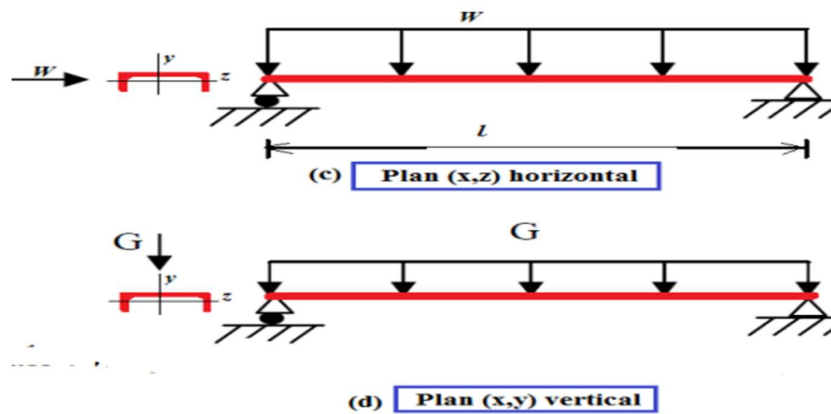 w
W y z
l
(c) Plan (x,z) horizontal
G G
y z
(d) Plan (x,y) vertical